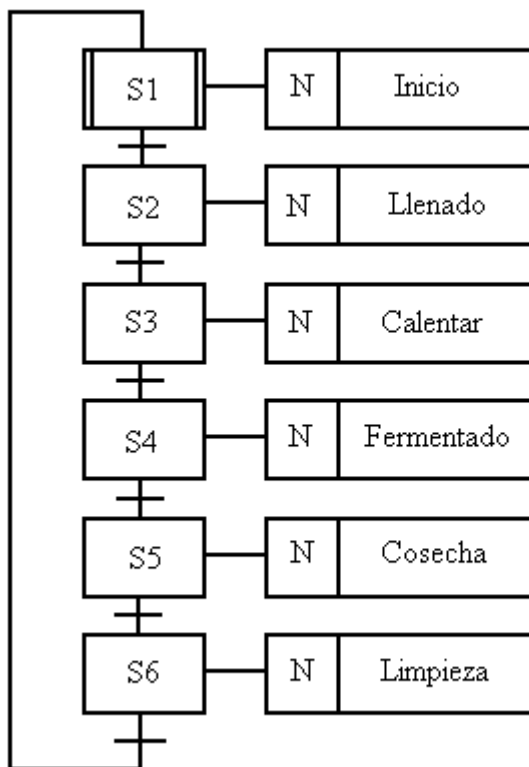 S1 N Inicio
S2 N Llenado
S3 N Calentar
S4 N Fermentado
S5 N Cosecha
S6 N Limpieza